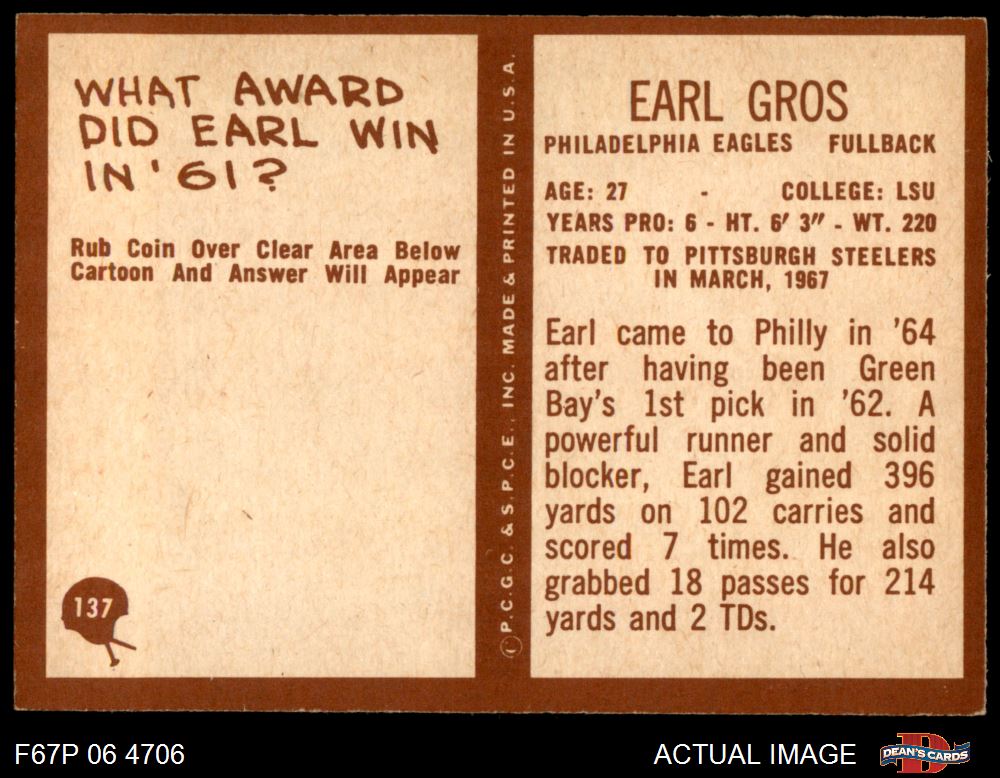 WHAT AWARD
DID EARL WIN
IN '61?
Rub Coin Over Clear Area Below
Cartoon And Answer Will Appear
137
© P.C.G.C. & S.P.C.E., INC. MADE & PRINTED IN U.S.A.
EARL GROS
PHILADELPHIA EAGLES FULLBACK
AGE: 27 - COLLEGE: LSU
YEARS PRO: 6 - HT. 6' 3" - WT. 220
TRADED TO PITTSBURGH STEELERS
IN MARCH, 1967
Earl came to Philly in '64
after having been Green
Bay's 1st pick in '62. A
powerful runner and solid
blocker, Earl gained 396
yards on 102 carries and
scored 7 times. He also
grabbed 18 passes for 214
yards and 2 TDs.
F67P 06 4706
ACTUAL IMAGE
D
DEAN'S CARDS